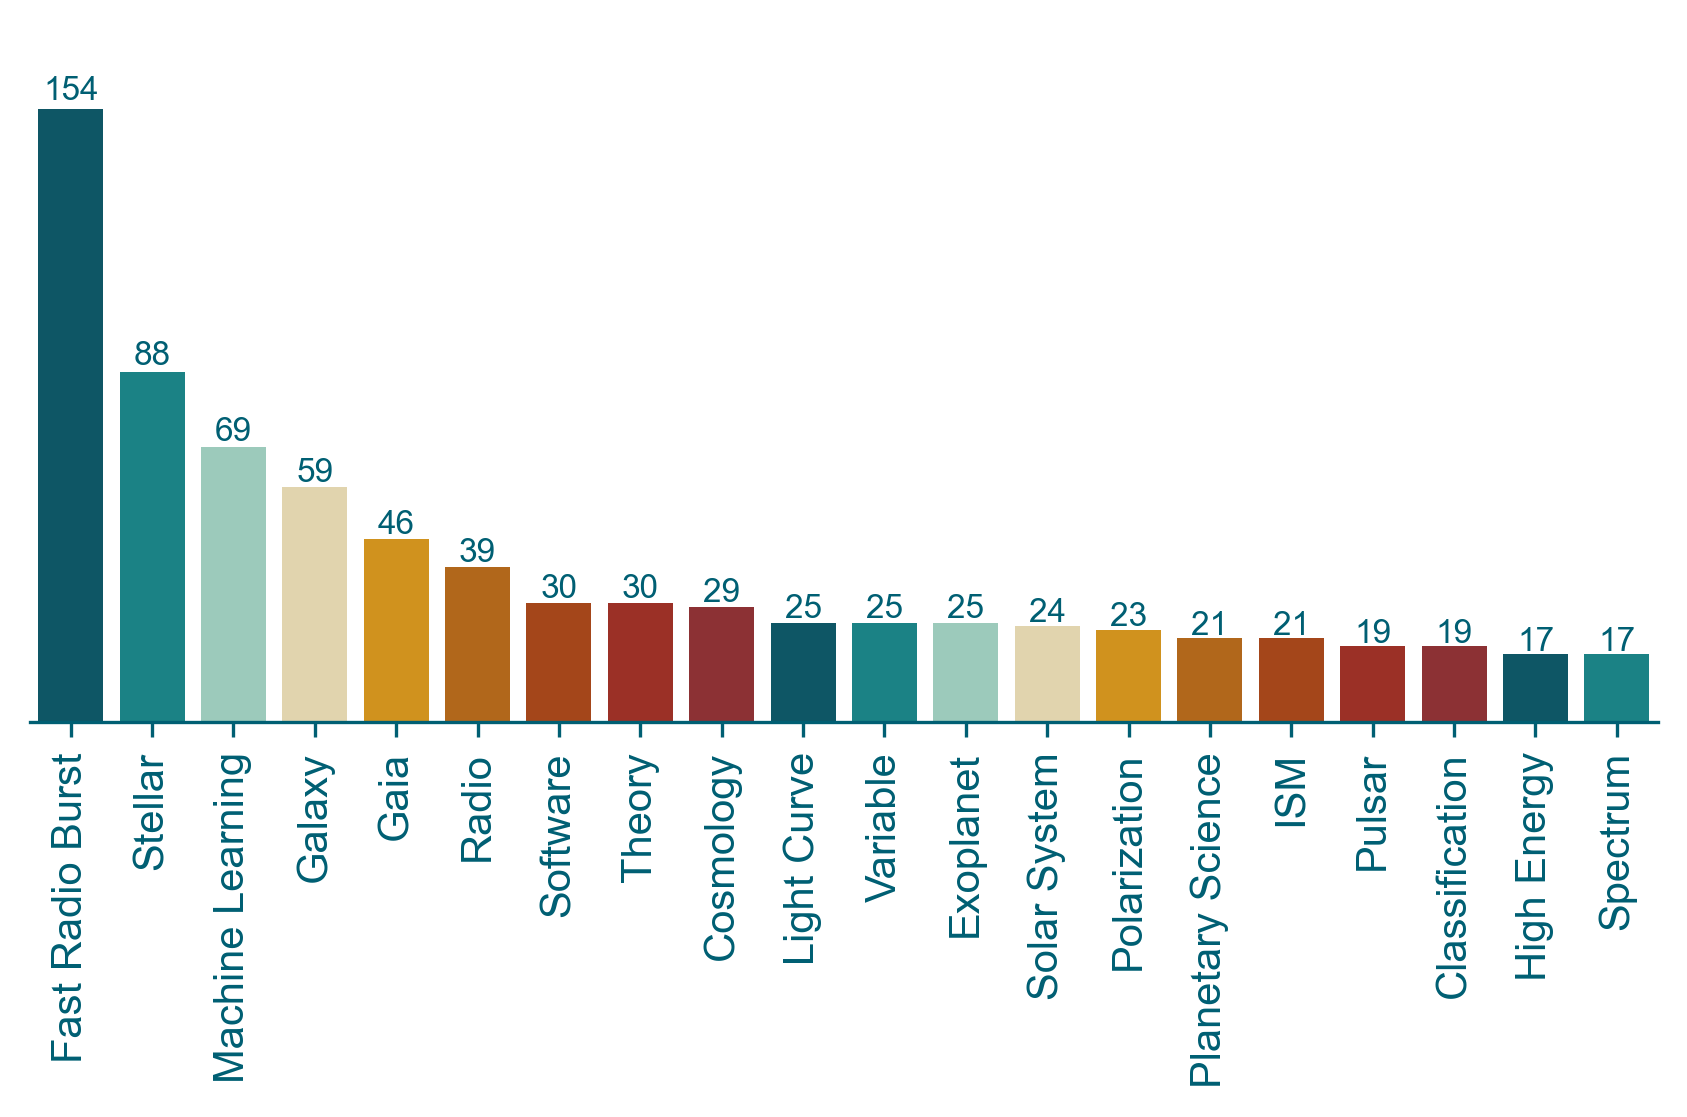 154
88
69
59
46
39
30
30
29
25
25
25
24
23
21
21
19
19
17
17
Fast Radio Burst
Stellar
Machine Learning
Galaxy
Gaia
Radio
Software
Theory
Cosmology
Light Curve
Variable
Exoplanet
Solar System
Polarization
Planetary Science
ISM
Pulsar
Classification
High Energy
Spectrum